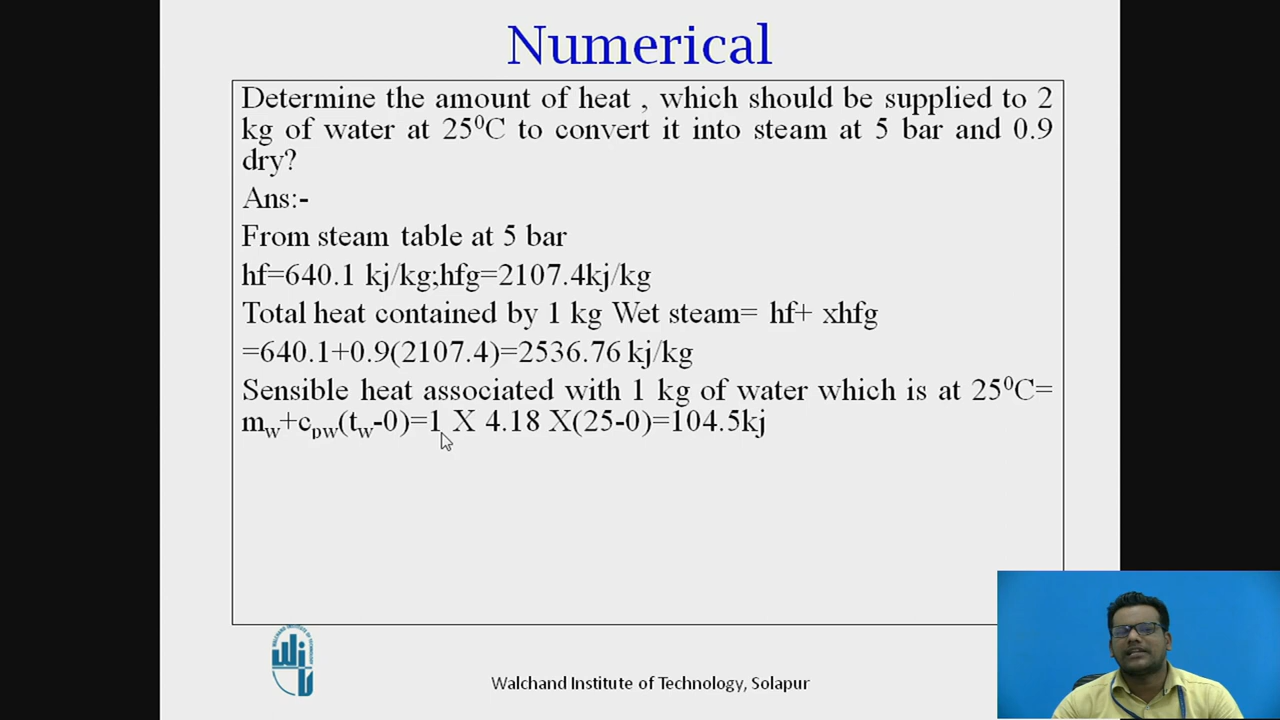 Numerical
Determine the amount of heat , which should be supplied to 2
kg of water at 25⁰C to convert it into steam at 5 bar and 0.9
dry?
Ans:-
From steam table at 5 bar
hf=640.1 kj/kg;hfg=2107.4kj/kg
Total heat contained by 1 kg Wet steam= hf+ xhfg
=640.1+0.9(2107.4)=2536.76 kj/kg
Sensible heat associated with 1 kg of water which is at 25⁰C=
mw+cpw(tw-0)=1 X 4.18 X(25-0)=104.5kj
Walchand Institute of Technology, Solapur